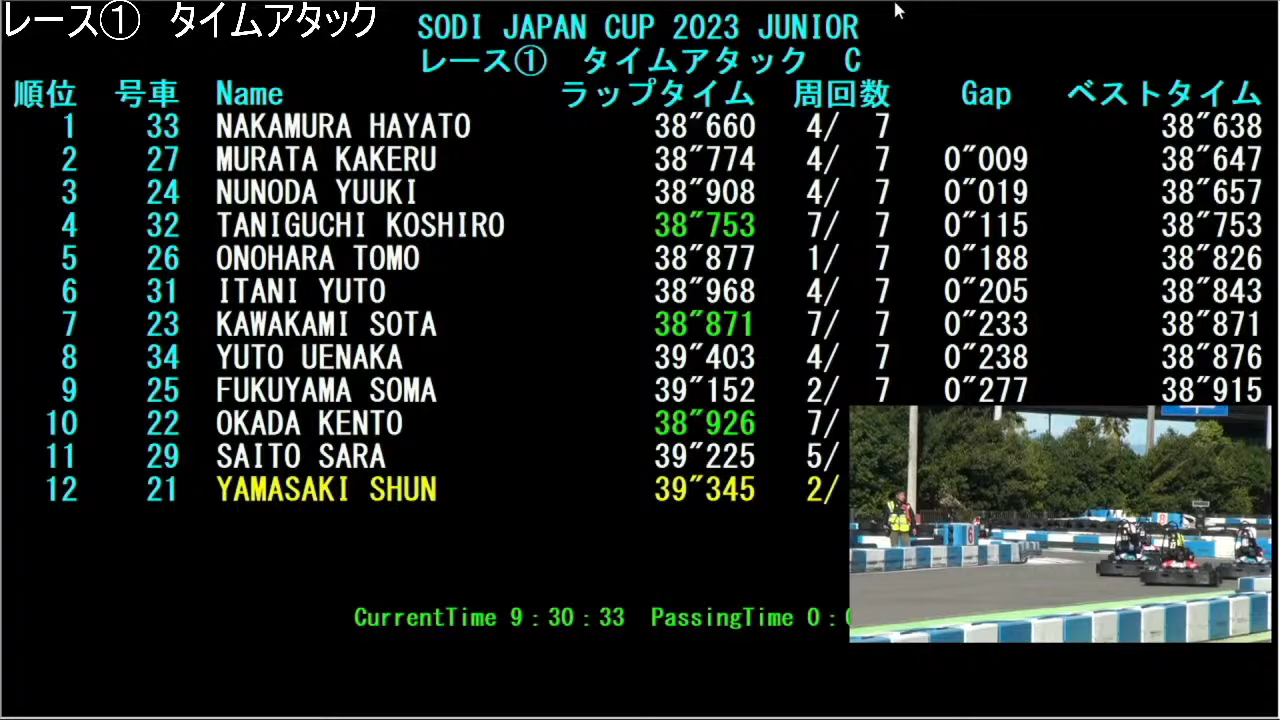 レース① タイムアタック
SODI JAPAN CUP 2023 JUNIOR
レース① タイムアタック C
順位 号車 Name ラップタイム 周回数 Gap ベストタイム
1 33 NAKAMURA HAYATO 38"660 4/ 7 38"638
2 27 MURATA KAKERU 38"774 4/ 7 0"009 38"647
3 24 NUNODA YUUKI 38"908 4/ 7 0"019 38"657
4 32 TANIGUCHI KOSHIRO 38"753 7/ 7 0"115 38"753
5 26 ONOHARA TOMO 38"877 1/ 7 0"188 38"826
6 31 ITANI YUTO 38"968 4/ 7 0"205 38"843
7 23 KAWAKAMI SOTA 38"871 7/ 7 0"233 38"871
8 34 YUTO UENAKA 39"403 4/ 7 0"238 38"876
9 25 FUKUYAMA SOMA 39"152 2/ 7 0"277 38"915
10 22 OKADA KENTO 38"926 7/
11 29 SAITO SARA 39"225 5/
12 21 YAMASAKI SHUN 39"345 2/
CurrentTime 9:30:33 PassingTime 0: